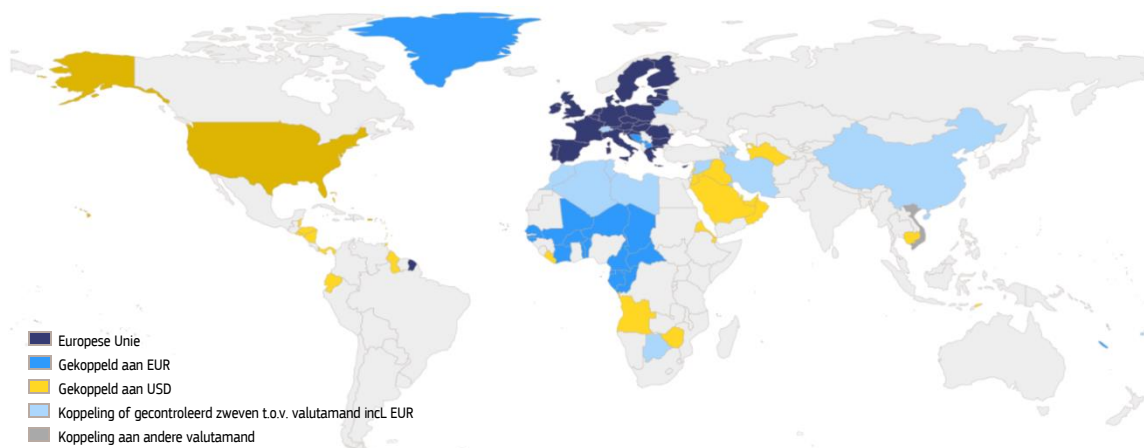 Europese Unie
Gekoppeld aan EUR
Gekoppeld aan USD
Koppeling of gecontroleerd zweven t.o.v. valutamand incl. EUR
Koppeling aan andere valutamand